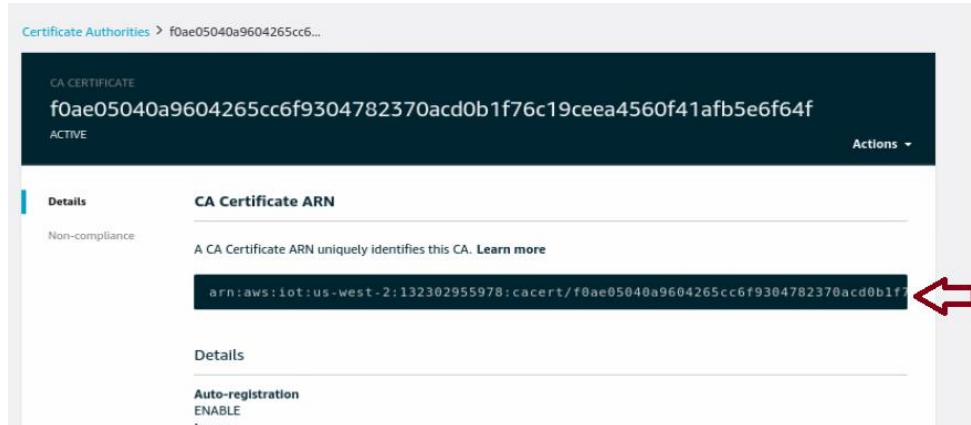 Certificate Authorities > f0ae05040a9604265cc6...
CA CERTIFICATE
f0ae05040a9604265cc6f9304782370acd0b1f76c19ceea4560f41afb5e6f64f
ACTIVE
Actions
Details
CA Certificate ARN
Non-compliance
A CA Certificate ARN uniquely identifies this CA. Learn more
arn:aws:iot:us-west-2:132302955978:cacert/f0ae05040a9604265cc6f9304782370acd0b1f7
Details
Auto-registration
ENABLE